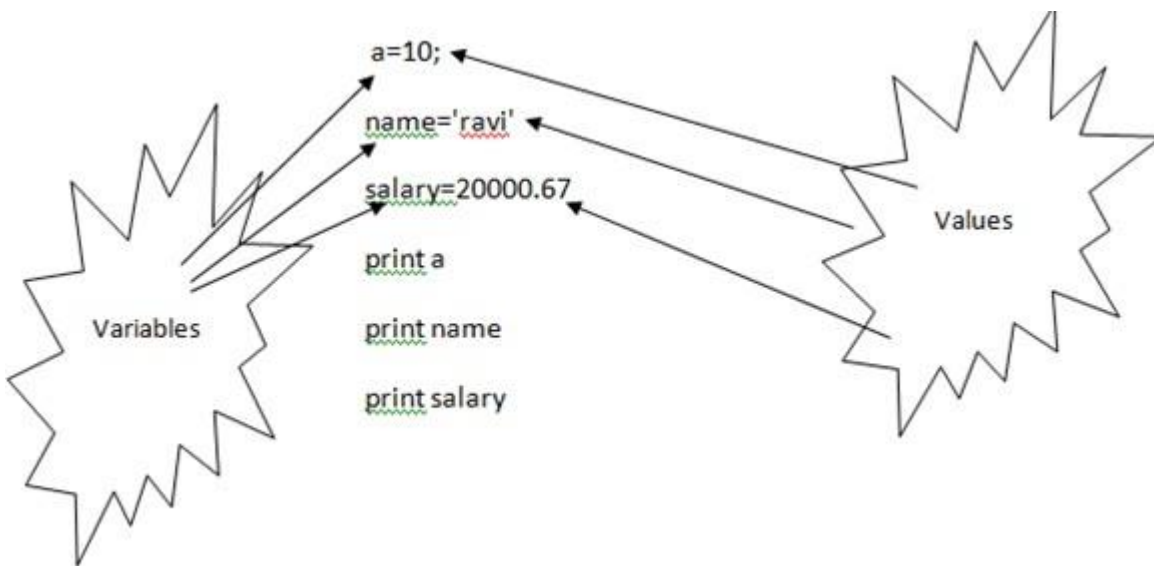 a=10;
name='ravi'
salary=20000.67
Values
print a
Variables
print name
print salary